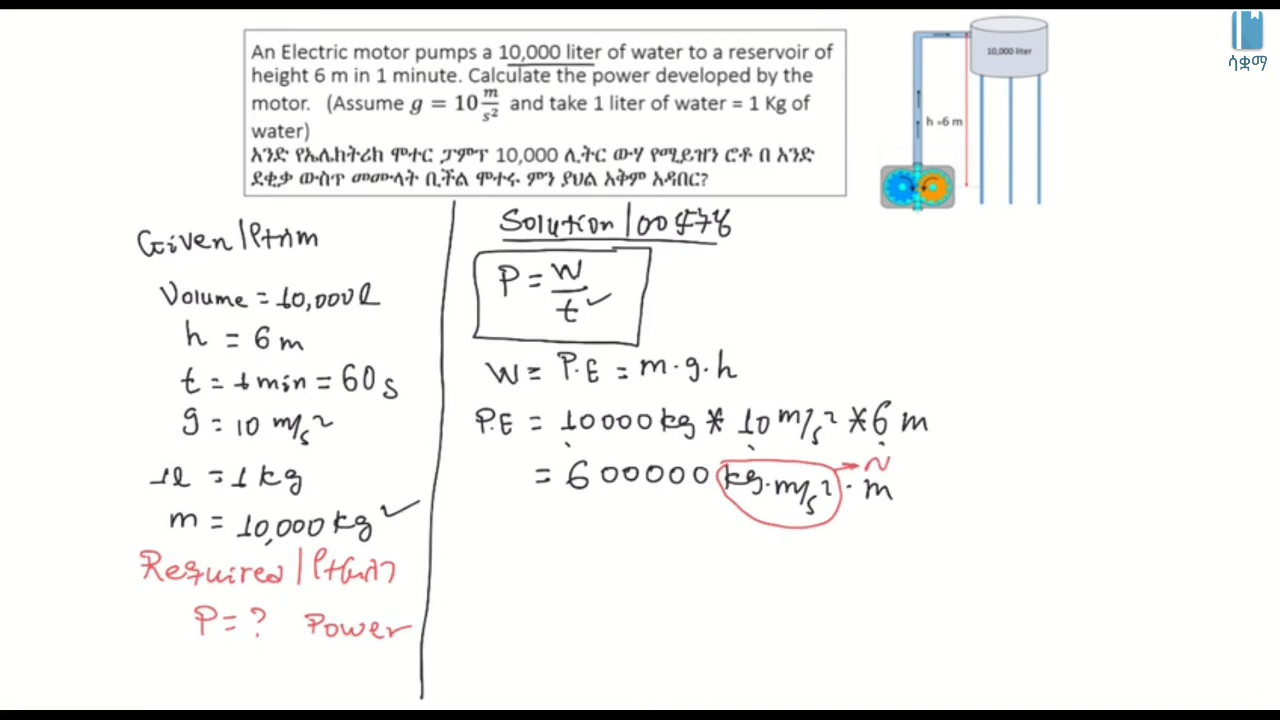 An Electric motor pumps a 10,000 liter of water to a reservoir of
height 6 m in 1 minute. Calculate the power developed by the
motor. (Assume g = 10 m/s² and take 1 liter of water = 1 Kg of
water)
አንድ የኤሌክትሪክ ሞተር ፓምፕ 10,000 ሊትር ውሃ የሚይዝን ሮቶ በ አንድ
ደቂቃ ውስጥ መሙላት ቢችል ሞተሩ ምን ያህል አቅም አዳበር?
10,000 liter
h =6 m
ሳቋማ
Given/የተሰጠ
Volume = 10,000l
h = 6 m
t = 1 min = 60 s
g = 10 m/s²
1l = 1 kg
m = 10,000 kg ✓
Required/
P = ? Power
Solution/
P = W/t ✓
W = P.E = m·g·h
P.E = 10000 kg * 10 m/s² * 6 m
= 600000 kg·m/s² · m
N